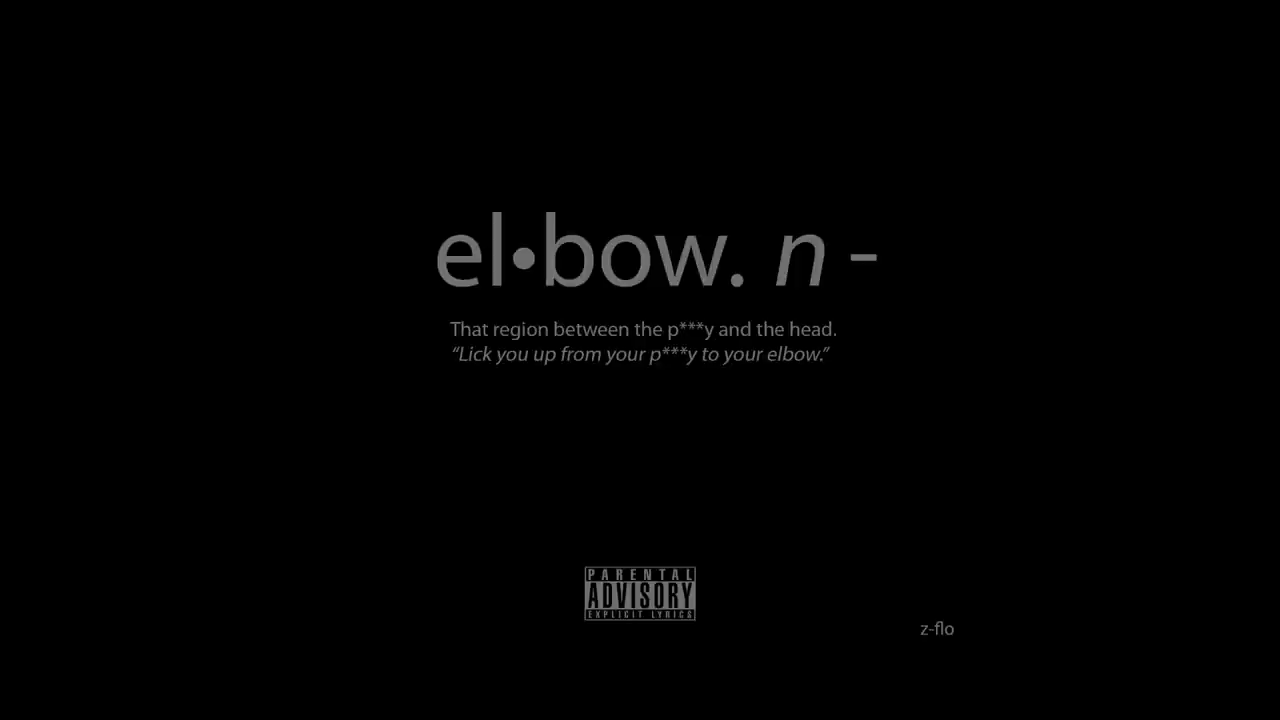 el•bow. n -
That region between the p***y and the head.
“Lick you up from your p***y to your elbow.”
PARENTAL
ADVISORY
EXPLICIT LYRICS
z-flo